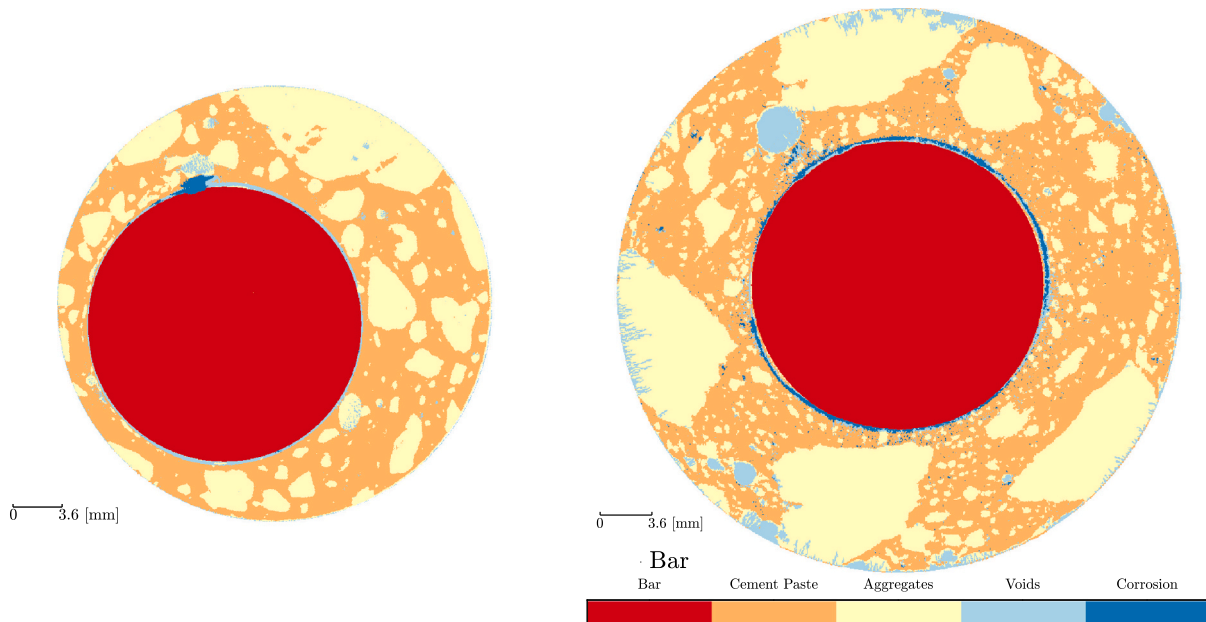 0 3.6 [mm]
0 3.6 [mm]
Bar
Bar Cement Paste Aggregates Voids Corrosion